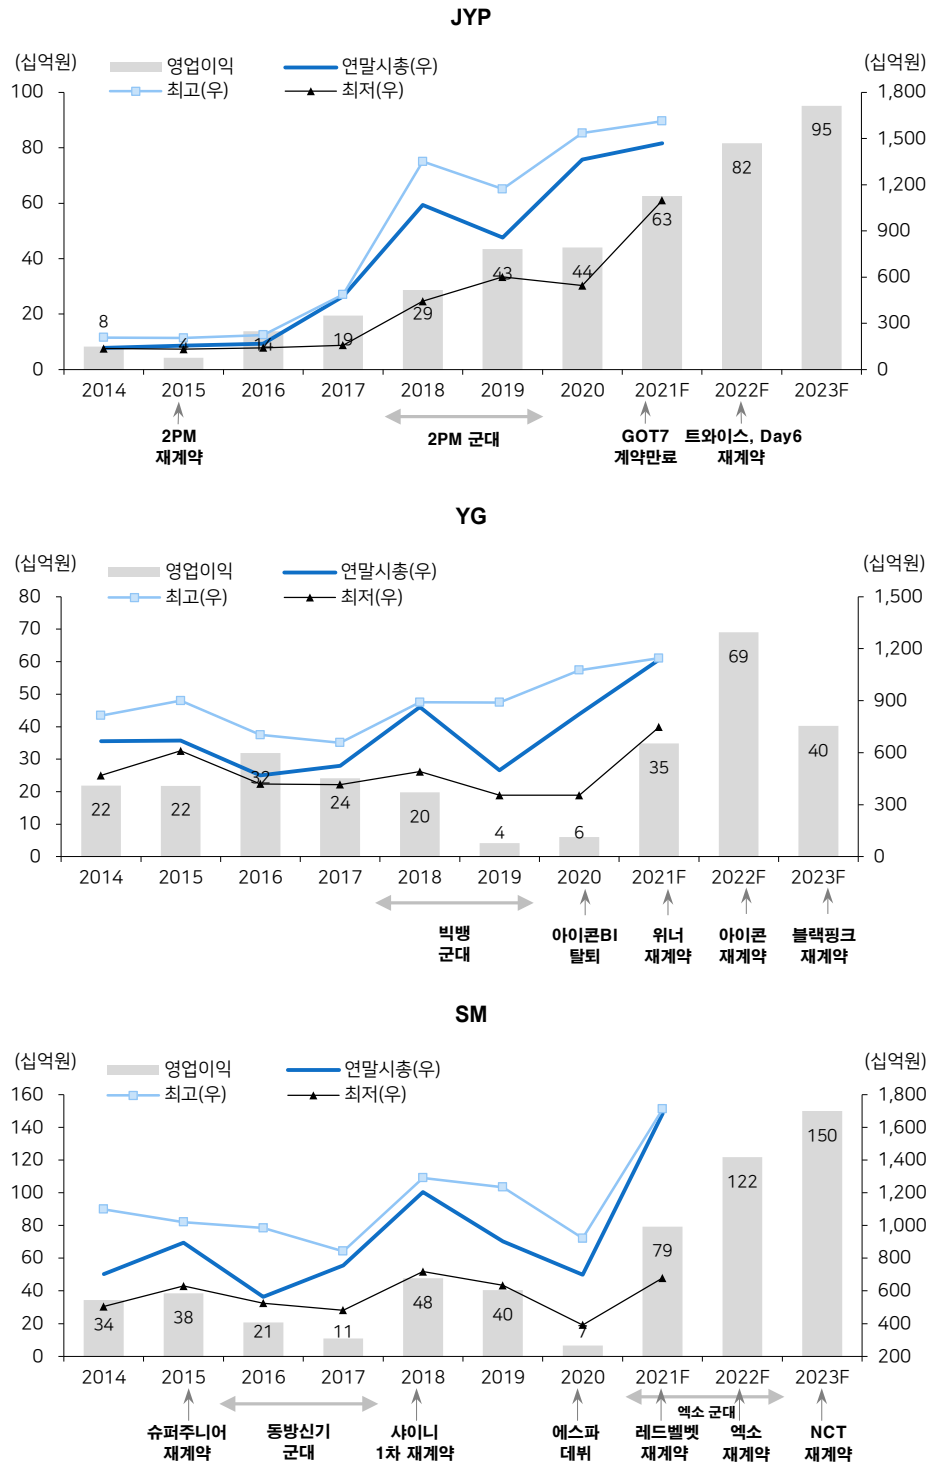 JYP
(십억원) (십억원)
영업이익 연말시총(우)
최고(우) 최저(우)
100 1,800
80 1,500
60 1,200
40 900
20 600
0 300
0
8 4 14 19 29 43 44 63 82 95
2014 2015 2016 2017 2018 2019 2020 2021F 2022F 2023F
2PM
재계약
2PM 군대
GOT7
계약만료
트와이스, Day6
재계약
YG
(십억원) (십억원)
영업이익 연말시총(우)
최고(우) 최저(우)
80 1,500
70
60 1,200
50 900
40
30 600
20 300
10
0 0
22 22 32 24 20 4 6 35 69 40
2014 2015 2016 2017 2018 2019 2020 2021F 2022F 2023F
빅뱅
군대
아이콘BI
탈퇴
위너
재계약
아이콘
재계약
블랙핑크
재계약
SM
(십억원) (십억원)
영업이익 연말시총(우)
최고(우) 최저(우)
160 1,800
140 1,600
120 1,400
100 1,200
80 1,000
60 800
40 600
20 400
0 200
34 38 21 11 48 40 7 79 122 150
2014 2015 2016 2017 2018 2019 2020 2021F 2022F 2023F
엑소 군대
슈퍼주니어
재계약
동방신기
군대
샤이니
1차 재계약
에스파
데뷔
레드벨벳
재계약
엑소
재계약
NCT
재계약